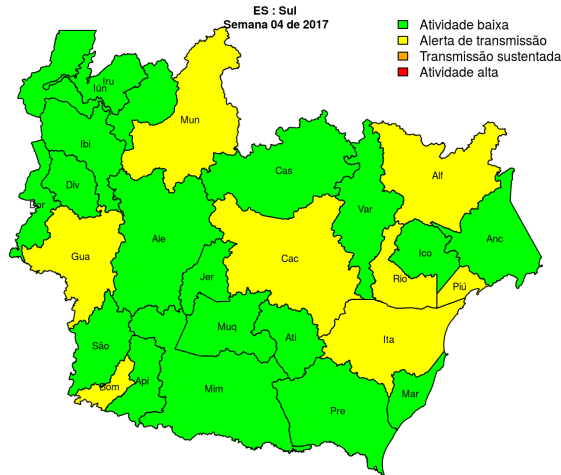 ES : Sul
Semana 04 de 2017
Atividade baixa
Alerta de transmissão
Transmissão sustentada
Atividade alta
Iru
Iún
Mun
Ibi
Cas
Alf
Div
Dor
Var
Ale
Anc
Gua
Cac
Ico
Jer
Rio
Piú
Muq
Ati
Ita
São
Api
Bom
Mim
Mar
Pre